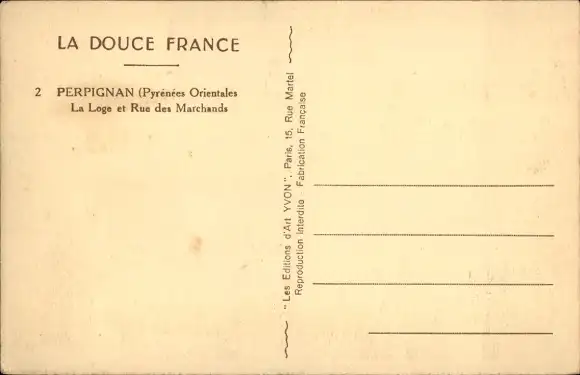 LA DOUCE FRANCE
2 PERPIGNAN (Pyrénées Orientales
La Loge et Rue des Marchands
"Les Editions d'Art YVON", Paris, 15, Rue Martel
Reproduction Interdite - Fabrication Française